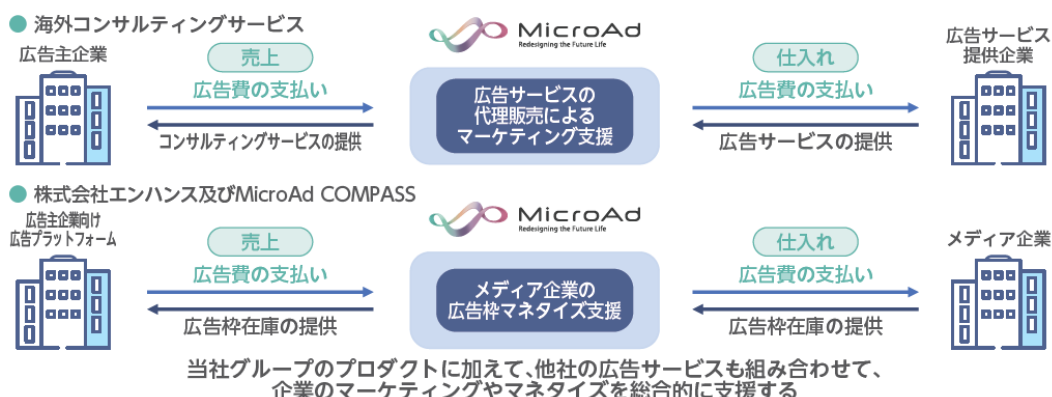 ● 海外コンサルティングサービス
広告主企業
売上
広告費の支払い
コンサルティングサービスの提供
MicroAd
Redesigning the Future Life
広告サービスの
代理販売による
マーケティング支援
仕入れ
広告費の支払い
広告サービスの提供
広告サービス
提供企業
● 株式会社エンハンス及びMicroAd COMPASS
広告主企業向け
広告プラットフォーム
売上
広告費の支払い
広告枠在庫の提供
MicroAd
Redesigning the Future Life
メディア企業の
広告枠マネタイズ支援
仕入れ
広告費の支払い
広告枠在庫の提供
メディア企業
当社グループのプロダクトに加えて、他社の広告サービスも組み合わせて、
企業のマーケティングやマネタイズを総合的に支援する